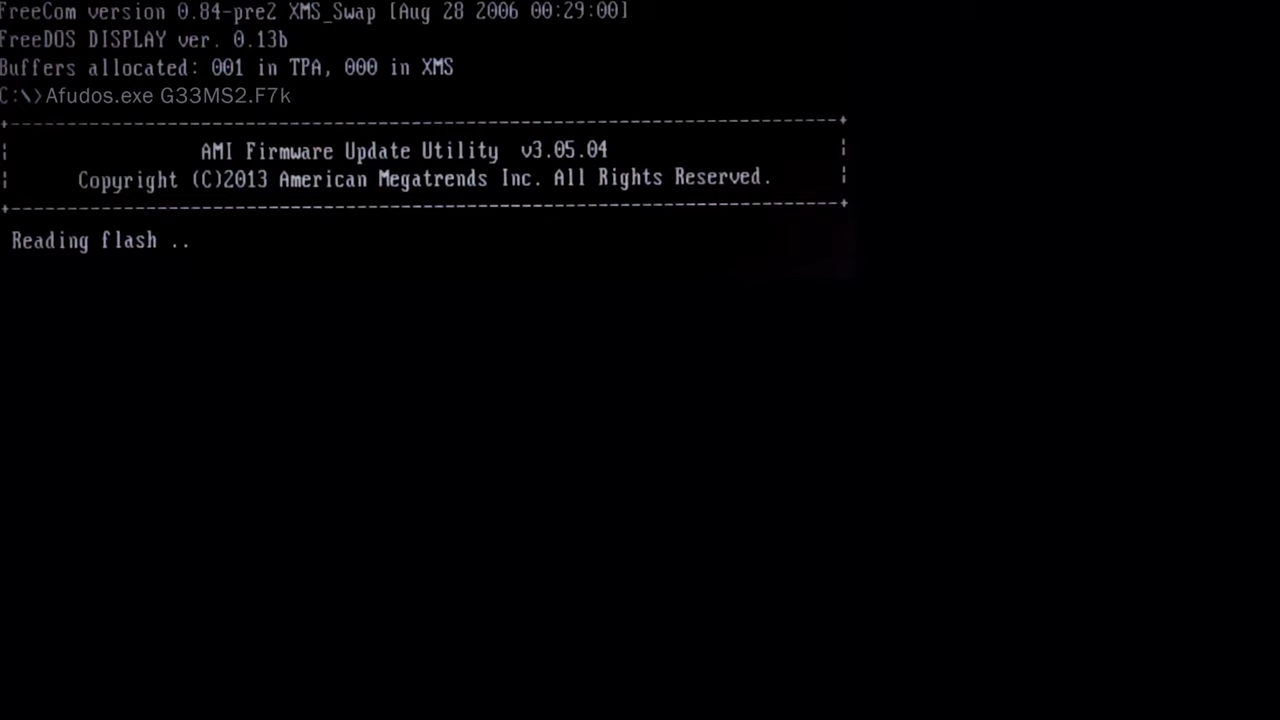 FreeCom version 0.84-pre2 XMS_Swap [Aug 28 2006 00:29:00]
FreeDOS DISPLAY ver. 0.13b
Buffers allocated: 001 in TPA, 000 in XMS
C:\>Afudos.exe G33MS2.F7k
AMI Firmware Update Utility v3.05.04
Copyright (C)2013 American Megatrends Inc. All Rights Reserved.
Reading flash ..